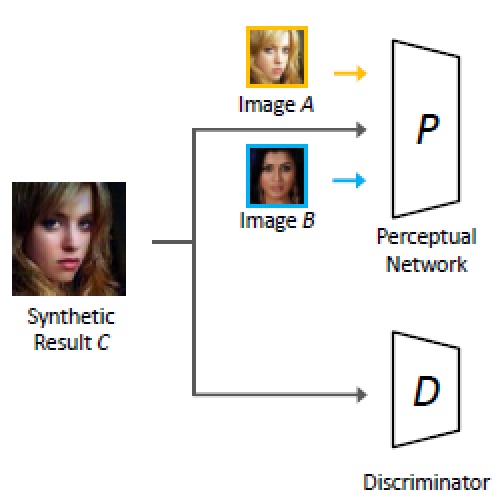 Image A
P
Image B
Perceptual
Network
Synthetic
Result C
D
Discriminator